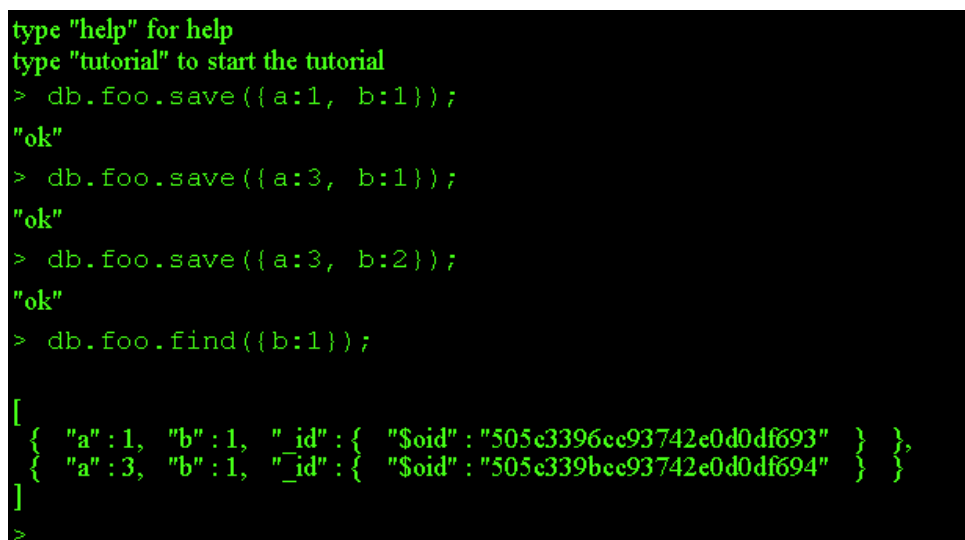 type "help" for help
type "tutorial" to start the tutorial
> db.foo.save({a:1, b:1});
"ok"
> db.foo.save({a:3, b:1});
"ok"
> db.foo.save({a:3, b:2});
"ok"
> db.foo.find({b:1});
[
{ "a" : 1, "b" : 1, "_id" : { "$oid" : "505c3396cc93742e0d0df693" } },
{ "a" : 3, "b" : 1, "_id" : { "$oid" : "505c339bcc93742e0d0df694" } }
]
>